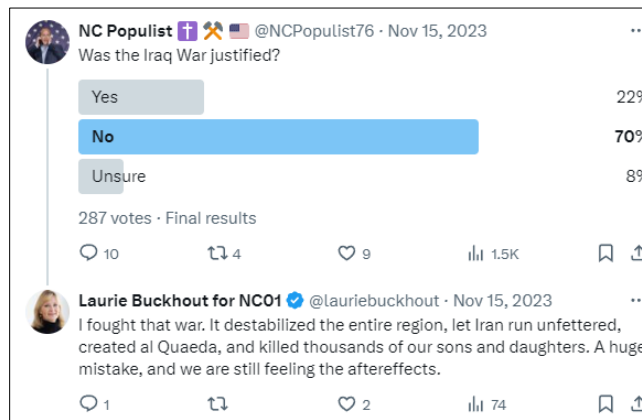 NC Populist ✝️ ⚒️ 🇺🇸 @NCPopulist76 · Nov 15, 2023
Was the Iraq War justified?
Yes 22%
No 70%
Unsure 8%
287 votes · Final results
10 4 9 1.5K
Laurie Buckhout for NC01 @lauriebuckhout · Nov 15, 2023
I fought that war. It destabilized the entire region, let Iran run unfettered,
created al Quaeda, and killed thousands of our sons and daughters. A huge
mistake, and we are still feeling the aftereffects.
1 2 74